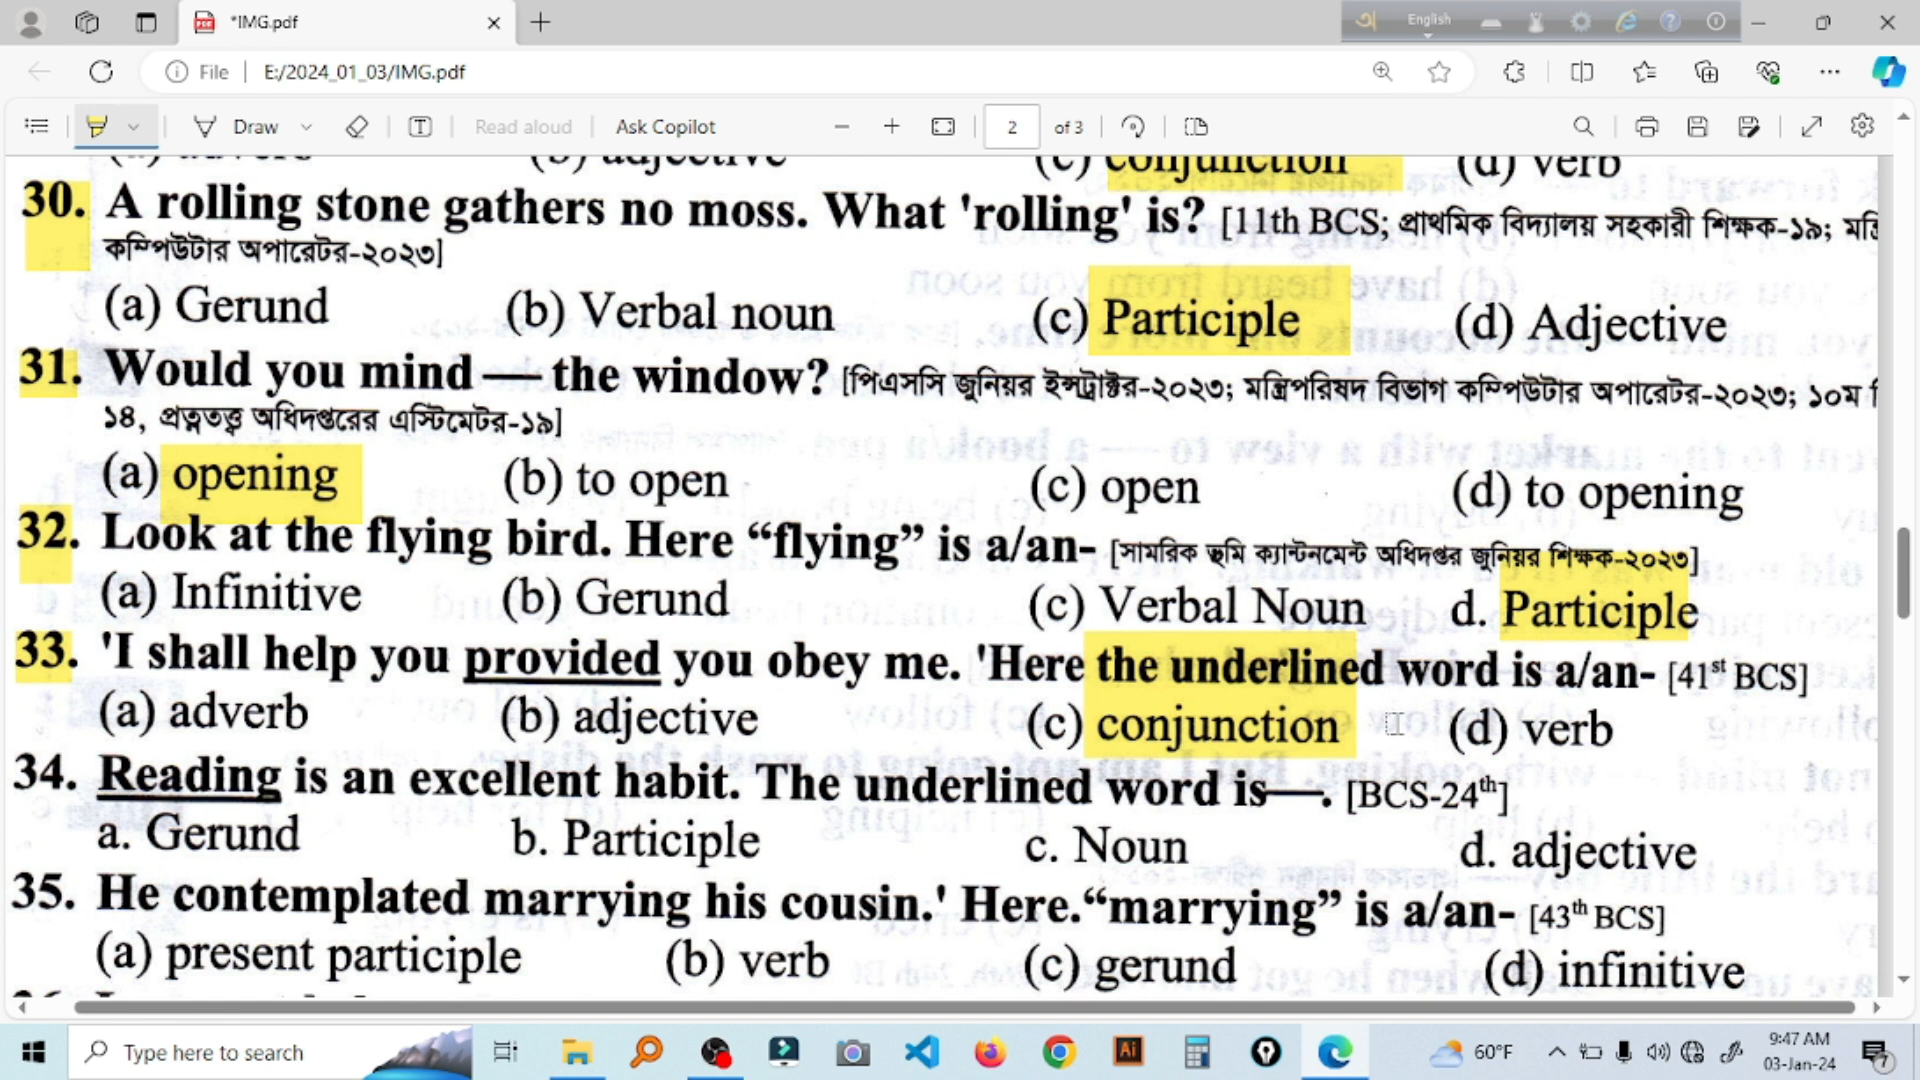 *IMG.pdf
English
File
E:/2024_01_03/IMG.pdf
Draw
Read aloud
Ask Copilot
2 of 3
conjunction (d) verb
30. A rolling stone gathers no moss. What 'rolling' is? [11th BCS; প্রাথমিক বিদ্যালয় সহকারী শিক্ষক-১৯;
কম্পিউটার অপারেটর-২০২৩]
(a) Gerund (b) Verbal noun (c) Participle (d) Adjective
31. Would you mind — the window? [পিএসসি জুনিয়র ইন্সট্রাক্টর-২০২৩; মন্ত্রিপরিষদ বিভাগ কম্পিউটার অপারেটর-২০২৩; ১০ম
১৪, প্রত্নতত্ত্ব অধিদপ্তরের এস্টিমেটর-১৯]
(a) opening (b) to open (c) open (d) to opening
32. Look at the flying bird. Here “flying” is a/an- [সামরিক ভূমি ক্যান্টনমেন্ট অধিদপ্তর জুনিয়র শিক্ষক-২০২৩]
(a) Infinitive (b) Gerund (c) Verbal Noun d. Participle
33. 'I shall help you provided you obey me. 'Here the underlined word is a/an- [41st BCS]
(a) adverb (b) adjective (c) conjunction (d) verb
34. Reading is an excellent habit. The underlined word is—. [BCS-24th]
a. Gerund b. Participle c. Noun d. adjective
35. He contemplated marrying his cousin.' Here.“marrying” is a/an- [43th BCS]
(a) present participle (b) verb (c) gerund (d) infinitive
Type here to search
Ai
60°F
9:47 AM
03-Jan-24
7